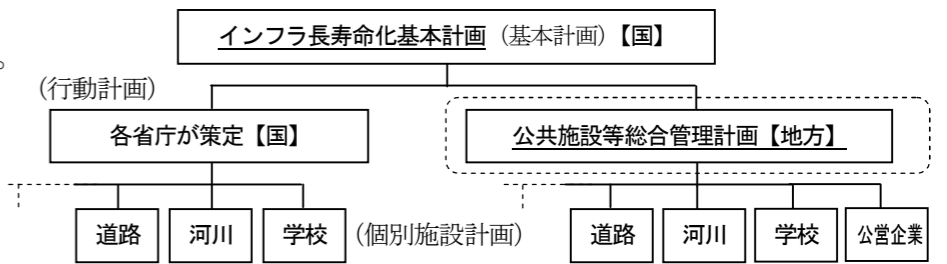 インフラ長寿命化基本計画（基本計画）【国】
。
（行動計画）
各省庁が策定【国】
公共施設等総合管理計画【地方】
道路 河川 学校 （個別施設計画） 道路 河川 学校 公営企業